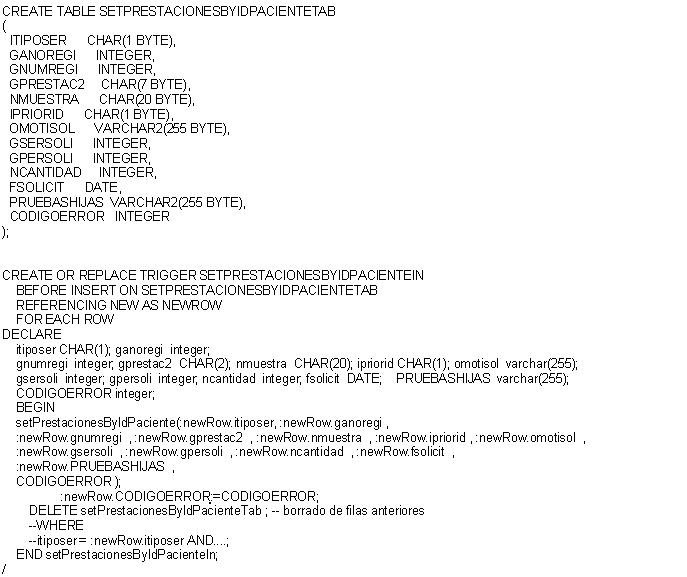 CREATE TABLE SETPRESTACIONESBYIDPACIENTETAB
(
ITIPOSER CHAR(1 BYTE),
GANOREGI INTEGER,
GNUMREGI INTEGER,
GPRESTAC2 CHAR(7 BYTE),
NMUESTRA CHAR(20 BYTE),
IPRIORID CHAR(1 BYTE),
OMOTISOL VARCHAR2(255 BYTE),
GSERSOLI INTEGER,
GPERSOLI INTEGER,
NCANTIDAD INTEGER,
FSOLICIT DATE,
PRUEBASHIJAS VARCHAR2(255 BYTE),
CODIGOERROR INTEGER
);
CREATE OR REPLACE TRIGGER SETPRESTACIONESBYIDPACIENTEIN
BEFORE INSERT ON SETPRESTACIONESBYIDPACIENTETAB
REFERENCING NEW AS NEWROW
FOR EACH ROW
DECLARE
itiposer CHAR(1); ganoregi integer;
gnumregi integer; gprestac2 CHAR(2); nmuestra CHAR(20); ipriorid CHAR(1); omotisol varchar(255);
gsersoli integer; gpersoli integer; ncantidad integer; fsolicit DATE; PRUEBASHIJAS varchar(255);
CODIGOERROR integer;
BEGIN
setPrestacionesByIdPaciente(:newRow.itiposer, :newRow.ganoregi ,
:newRow.gnumregi , :newRow.gprestac2 , :newRow.nmuestra , :newRow.ipriorid , :newRow.omotisol ,
:newRow.gsersoli , :newRow.gpersoli , :newRow.ncantidad , :newRow.fsolicit ,
:newRow.PRUEBASHIJAS ,
CODIGOERROR );
:newRow.CODIGOERROR:=CODIGOERROR;
DELETE setPrestacionesByIdPacienteTab ; -- borrado de filas anteriores
--WHERE
--itiposer= :newRow.itiposer AND....;
END setPrestacionesByIdPacienteIn;
/